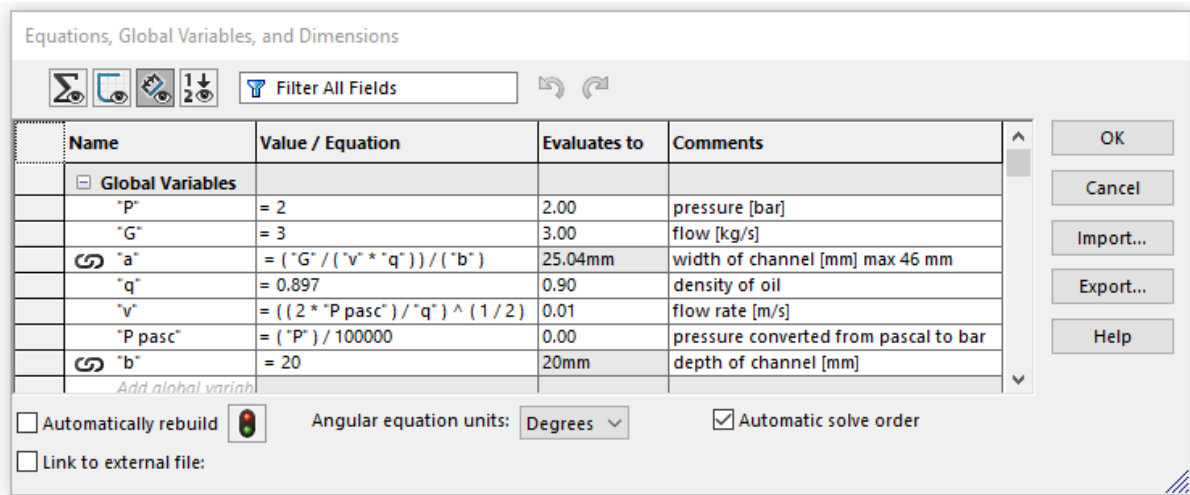 Equations, Global Variables, and Dimensions
Filter All Fields
Name Value / Equation Evaluates to Comments
Global Variables
"P" = 2 2.00 pressure [bar]
"G" = 3 3.00 flow [kg/s]
"a" = ( "G" / ( "v" * "q" ) ) / ( "b" ) 25.04mm width of channel [mm] max 46 mm
"q" = 0.897 0.90 density of oil
"v" = ( ( 2 * "P pasc" ) / "q" ) ^ ( 1 / 2 ) 0.01 flow rate [m/s]
"P pasc" = ( "P" ) / 100000 0.00 pressure converted from pascal to bar
"b" = 20 20mm depth of channel [mm]
Add global variab
OK
Cancel
Import...
Export...
Help
Automatically rebuild Angular equation units: Degrees Automatic solve order
Link to external file: